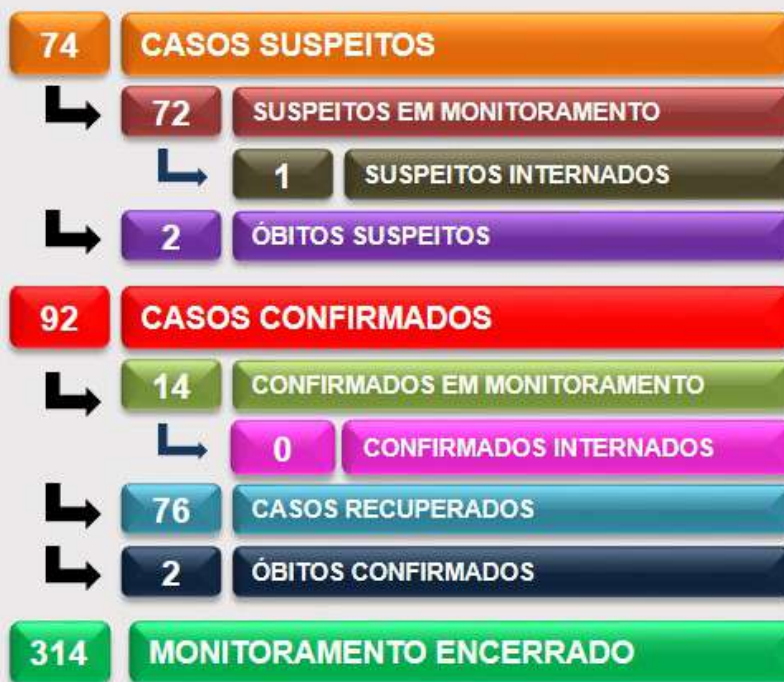 74 CASOS SUSPEITOS
72 SUSPEITOS EM MONITORAMENTO
1 SUSPEITOS INTERNADOS
2 ÓBITOS SUSPEITOS
92 CASOS CONFIRMADOS
14 CONFIRMADOS EM MONITORAMENTO
0 CONFIRMADOS INTERNADOS
76 CASOS RECUPERADOS
2 ÓBITOS CONFIRMADOS
314 MONITORAMENTO ENCERRADO